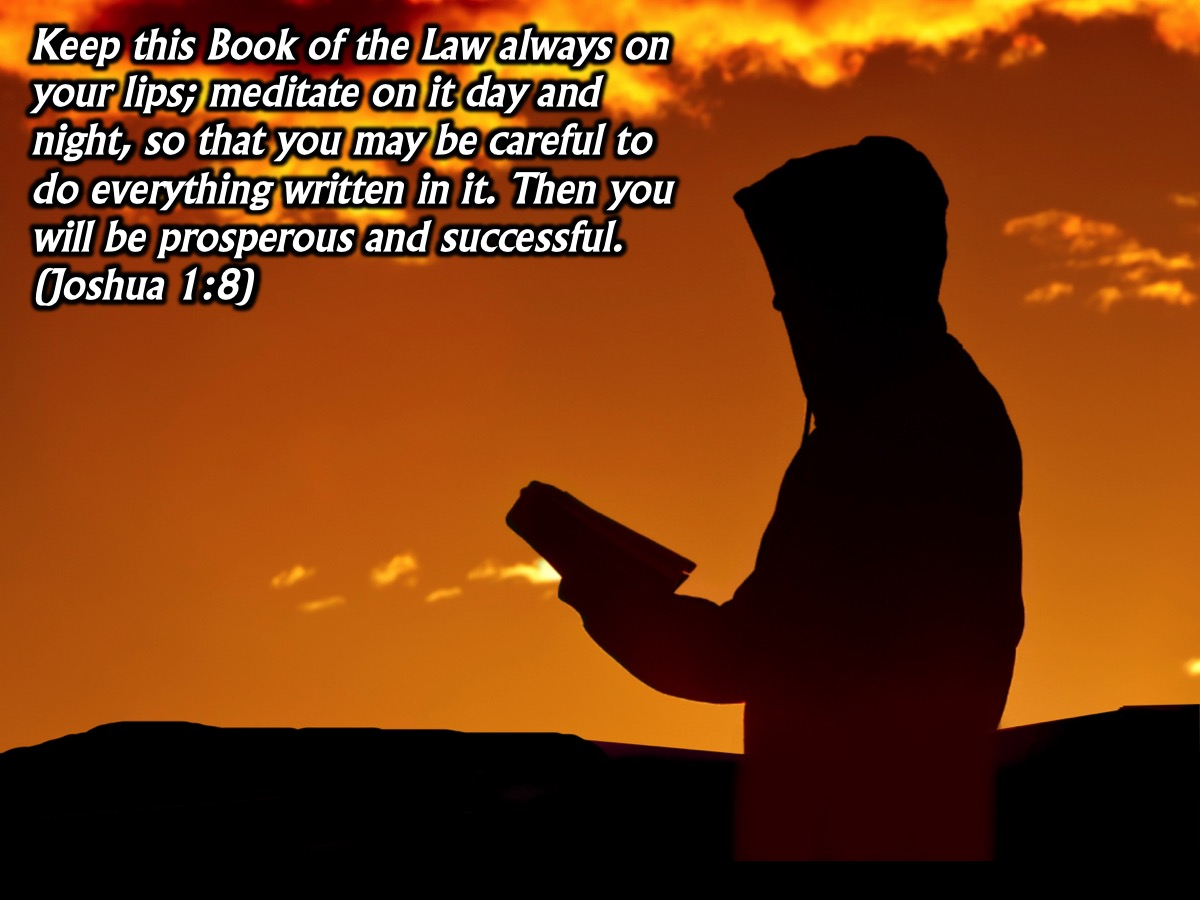 Keep this Book of the Law always on
your lips; meditate on it day and
night, so that you may be careful to
do everything written in it. Then you
will be prosperous and successful.
(Joshua 1:8)